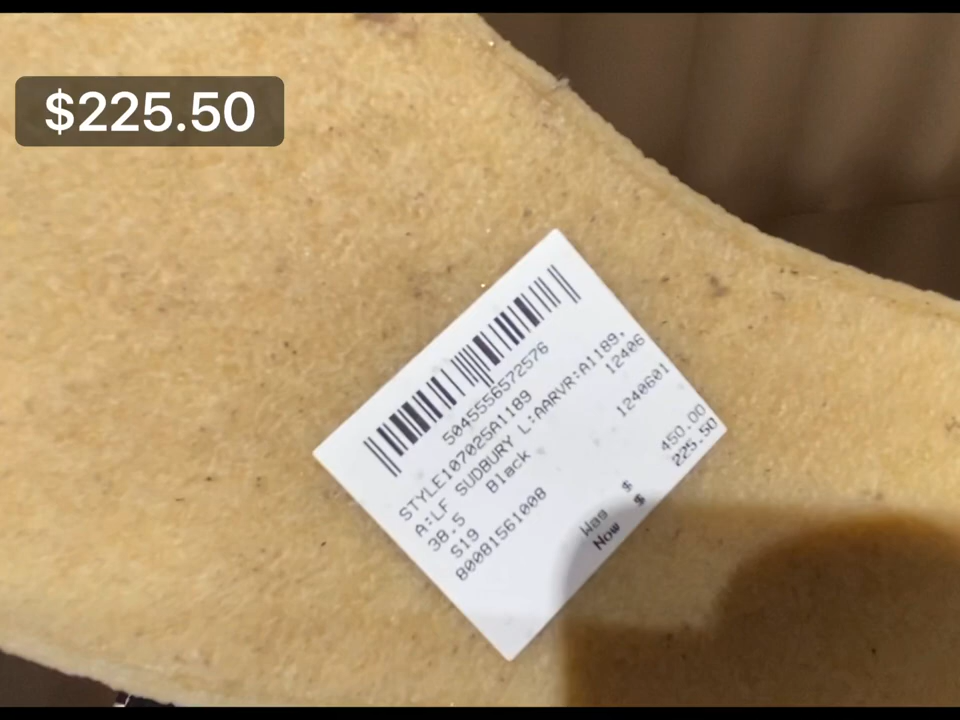 $225.50
5045556572576
STYLE107025A1189
A:LF SUDBURY L:AARVR:A1189.
38.5 Black 12406
S19 1240601
80081561008
Was $ 450.00
Now $ 225.50